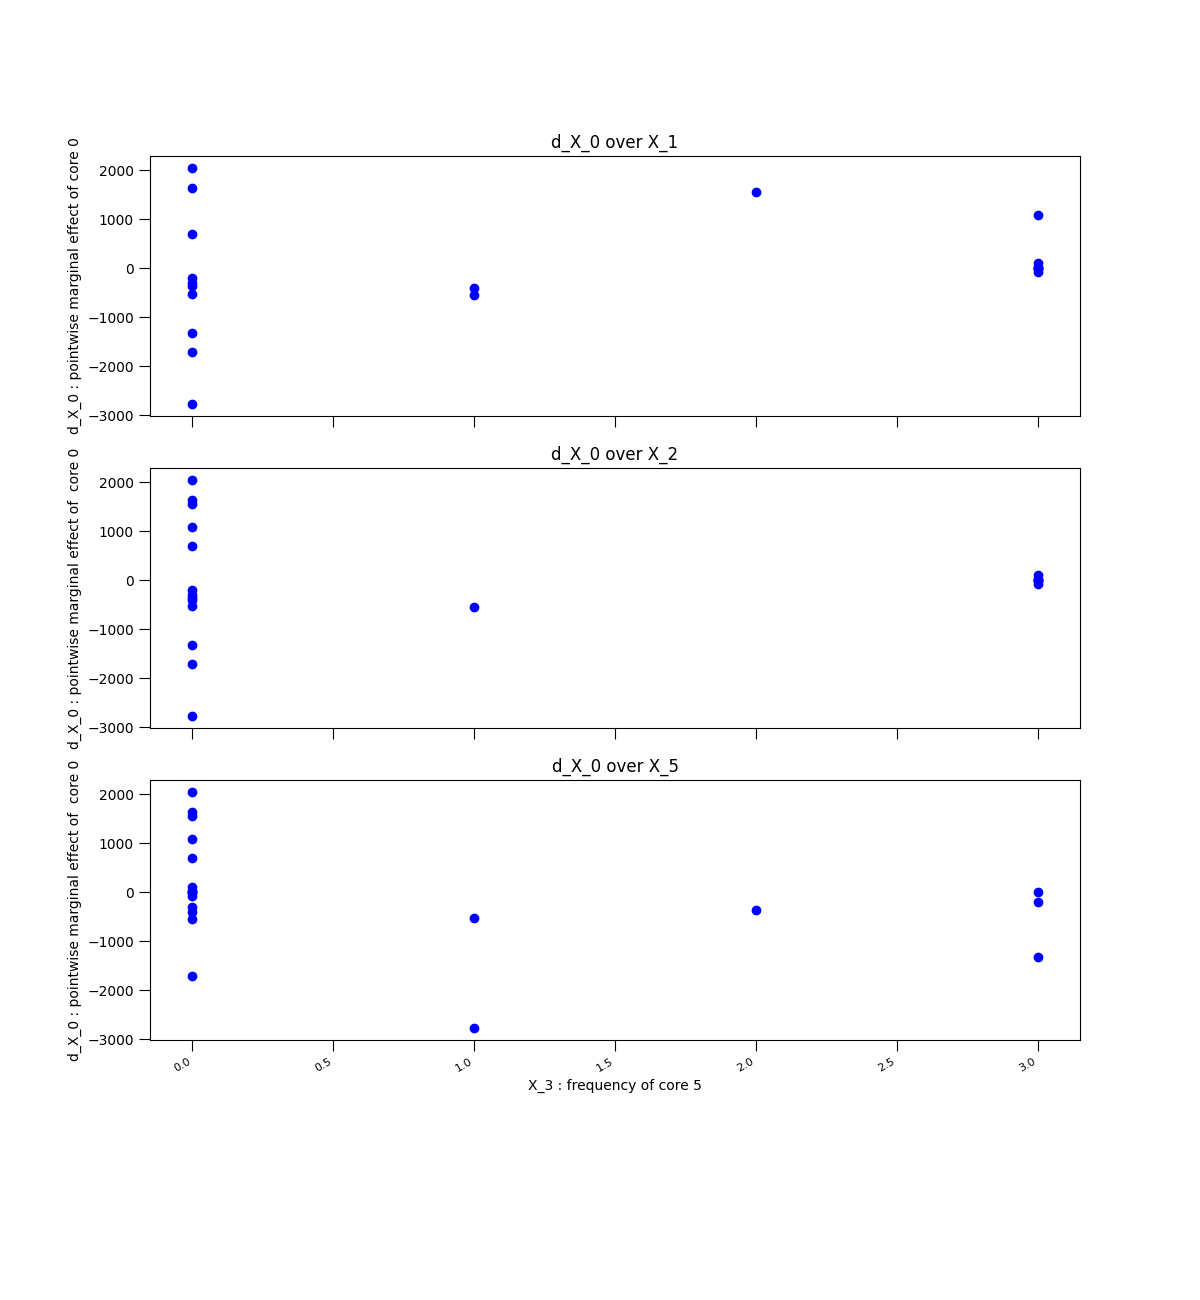 d_X_0 over X_1
d_X_0 : pointwise marginal effect of core 0
2000
1000
0
−1000
−2000
−3000
d_X_0 over X_2
d_X_0 : pointwise marginal effect of  core 0
2000
1000
0
−1000
−2000
−3000
d_X_0 over X_5
d_X_0 : pointwise marginal effect of  core 0
2000
1000
0
−1000
−2000
−3000
0.0 0.5 1.0 1.5 2.0 2.5 3.0
X_3 : frequency of core 5